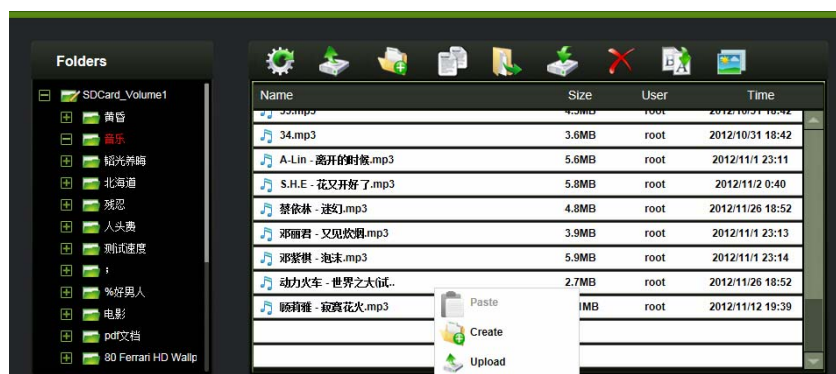 Folders
SDCard_Volume1
黄昏
音乐
韬光养晦
北海道
残忍
人头费
测试速度
;
%好男人
电影
pdf文档
80 Ferrari HD Wallp
Name Size User Time
34.mp3 3.6MB root 2012/10/31 18:42
A-Lin - 离开的时候.mp3 5.6MB root 2012/11/1 23:11
S.H.E - 花又开好了.mp3 5.8MB root 2012/11/2 0:40
蔡依林 - 迷幻.mp3 4.8MB root 2012/11/26 18:52
邓丽君 - 又见炊烟.mp3 3.9MB root 2012/11/1 23:13
邓紫棋 - 泡沫.mp3 5.9MB root 2012/11/1 23:14
动力火车 - 世界之大(试.. 2.7MB root 2012/11/26 18:52
顾莉雅 - 寂寞花火.mp3 1MB root 2012/11/12 19:39
Paste
Create
Upload